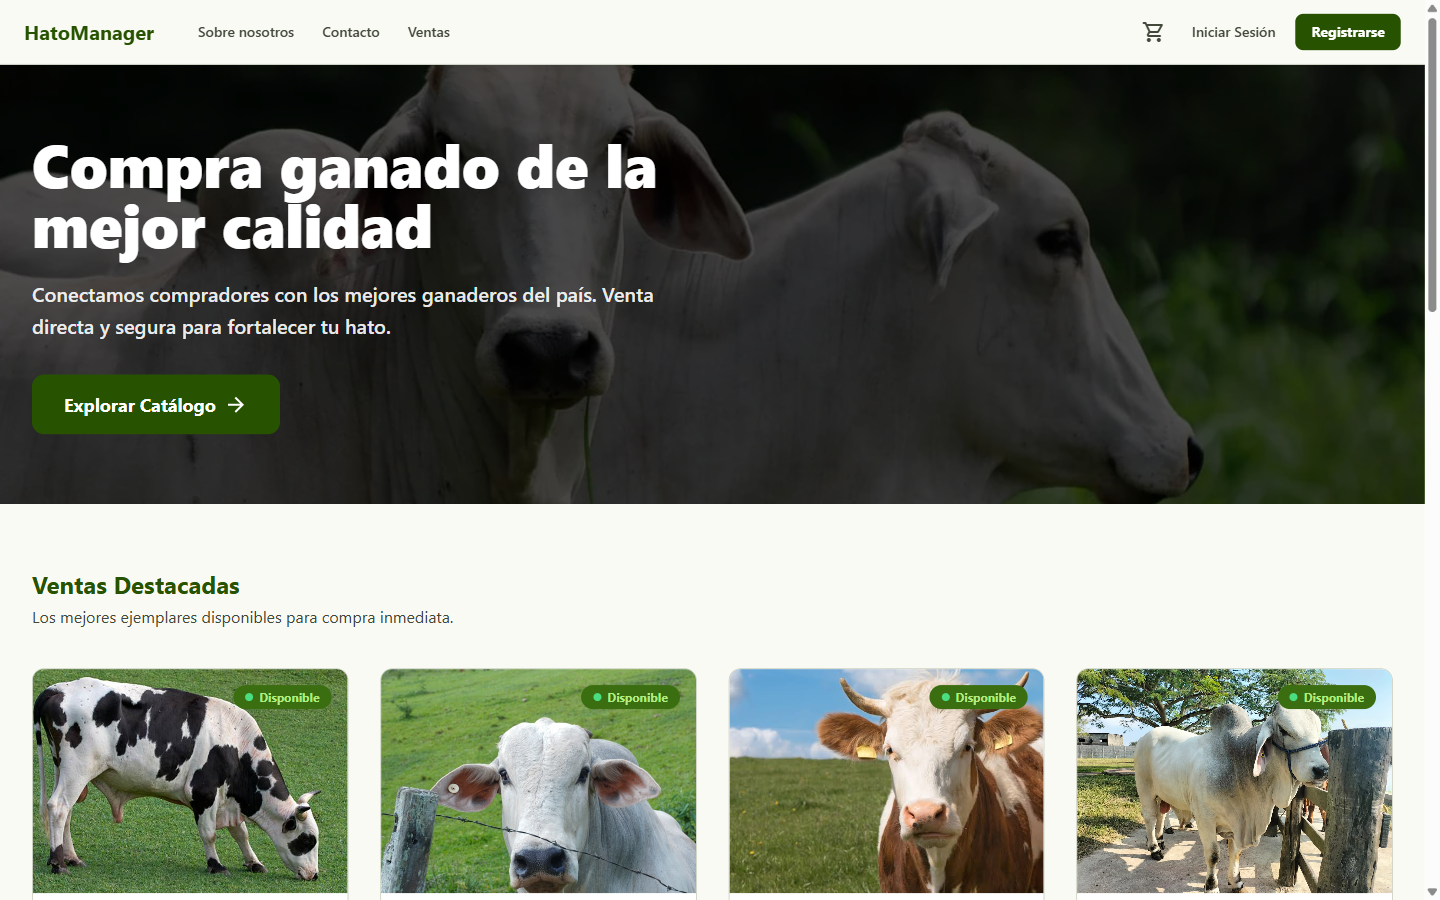 HatoManager
Sobre nosotros
Contacto
Ventas
Iniciar Sesión
Registrarse
Compra ganado de la
mejor calidad
Conectamos compradores con los mejores ganaderos del país. Venta
directa y segura para fortalecer tu hato.
Explorar Catálogo
Ventas Destacadas
Los mejores ejemplares disponibles para compra inmediata.
Disponible
Disponible
Disponible
Disponible